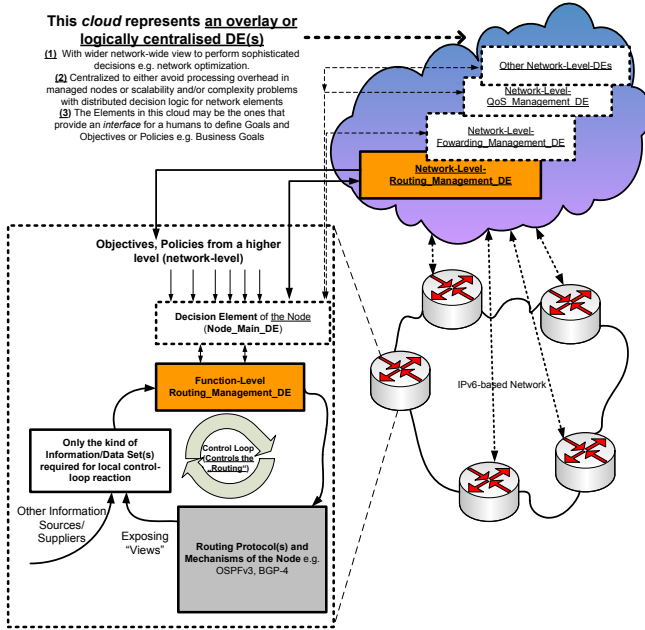 This cloud represents an overlay or
logically centralised DE(s)
(1) With wider network-wide view to perform sophisticated
decisions e.g. network optimization.
(2) Centralized to either avoid processing overhead in
managed nodes or scalability and/or complexity problems
with distributed decision logic for network elements
(3) The Elements in this cloud may be the ones that
provide an interface for a humans to define Goals and
Objectives or Policies e.g. Business Goals
Other Network-Level-DEs
Network-Level-
QoS_Management_DE
Network-Level-
Fowarding_Management_DE
Network-Level-
Routing_Management_DE
Objectives, Policies from a higher
level (network-level)
Decision Element of the Node
(Node_Main_DE)
Function-Level
Routing_Management_DE
Control Loop
(Controls the
„Routing“)
Only the kind of
Information/Data Set(s)
required for local control-
loop reaction
Other Information
Sources/
Suppliers
Exposing
“Views”
Routing Protocol(s) and
Mechanisms of the Node e.g.
OSPFv3, BGP-4
IPv6-based Network